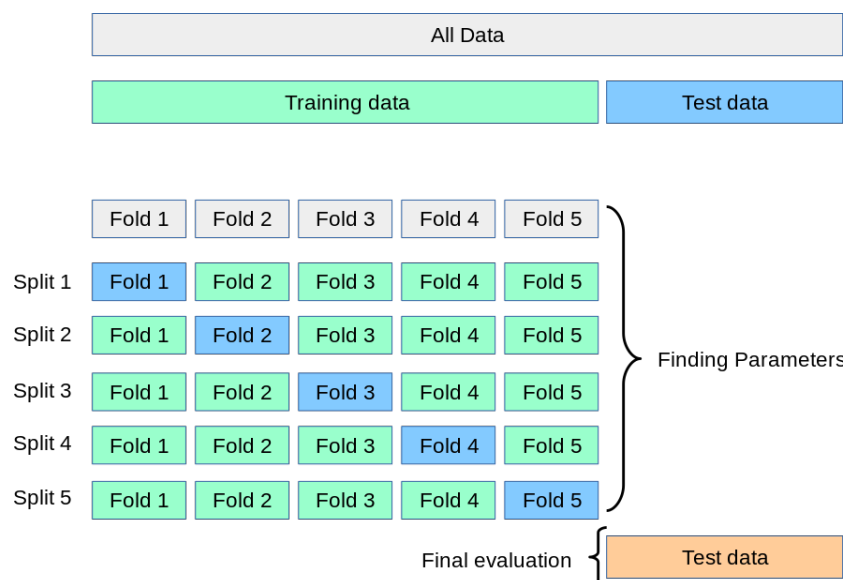 All Data
Training data Test data
Fold 1 Fold 2 Fold 3 Fold 4 Fold 5
Split 1 Fold 1 Fold 2 Fold 3 Fold 4 Fold 5
Split 2 Fold 1 Fold 2 Fold 3 Fold 4 Fold 5
Finding Parameters
Split 3 Fold 1 Fold 2 Fold 3 Fold 4 Fold 5
Split 4 Fold 1 Fold 2 Fold 3 Fold 4 Fold 5
Split 5 Fold 1 Fold 2 Fold 3 Fold 4 Fold 5
Final evaluation Test data